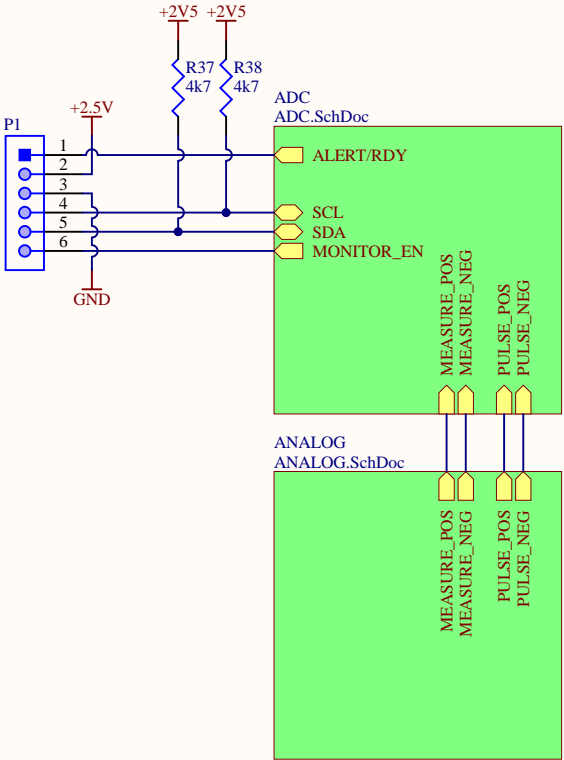 +2V5 +2V5
R37 R38
4k7 4k7
+2.5V
P1
1
2
3
4
5
6
GND
ADC
ADC.SchDoc
ALERT/RDY
SCL
SDA
MONITOR_EN
MEASURE_POS
MEASURE_NEG
PULSE_POS
PULSE_NEG
ANALOG
ANALOG.SchDoc
MEASURE_POS
MEASURE_NEG
PULSE_POS
PULSE_NEG